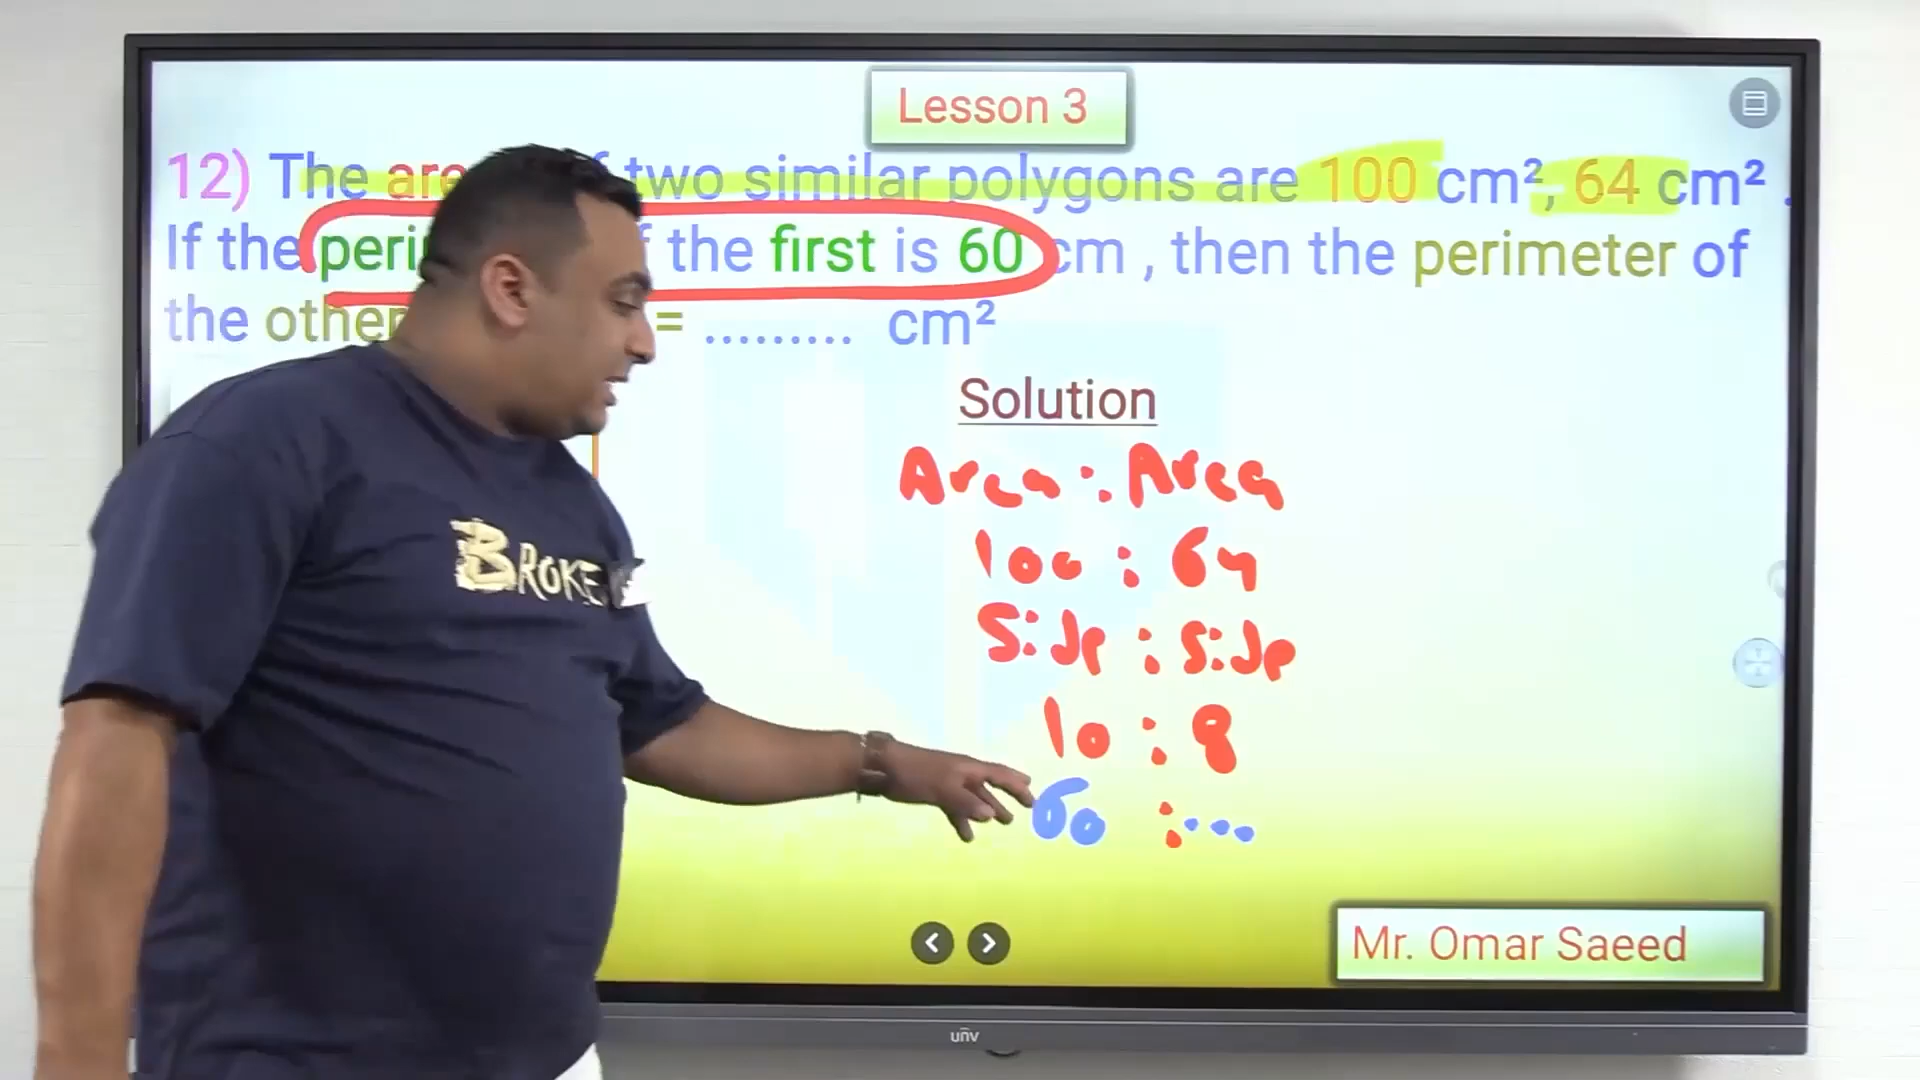 Lesson 3
12) The are two similar polygons are 100 cm², 64 cm² .
If the peri the first is 60 cm , then the perimeter of
the other = ......... cm²
Solution
Area : Area
100 : 64
Side : Side
10 : 8
60 : ...
BROKE
Mr. Omar Saeed
unv